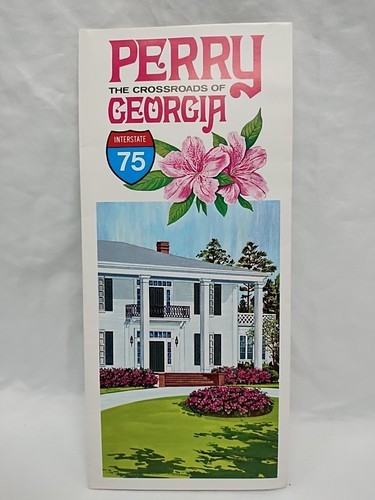 PERRY
THE CROSSROADS OF
GEORGIA
INTERSTATE
75